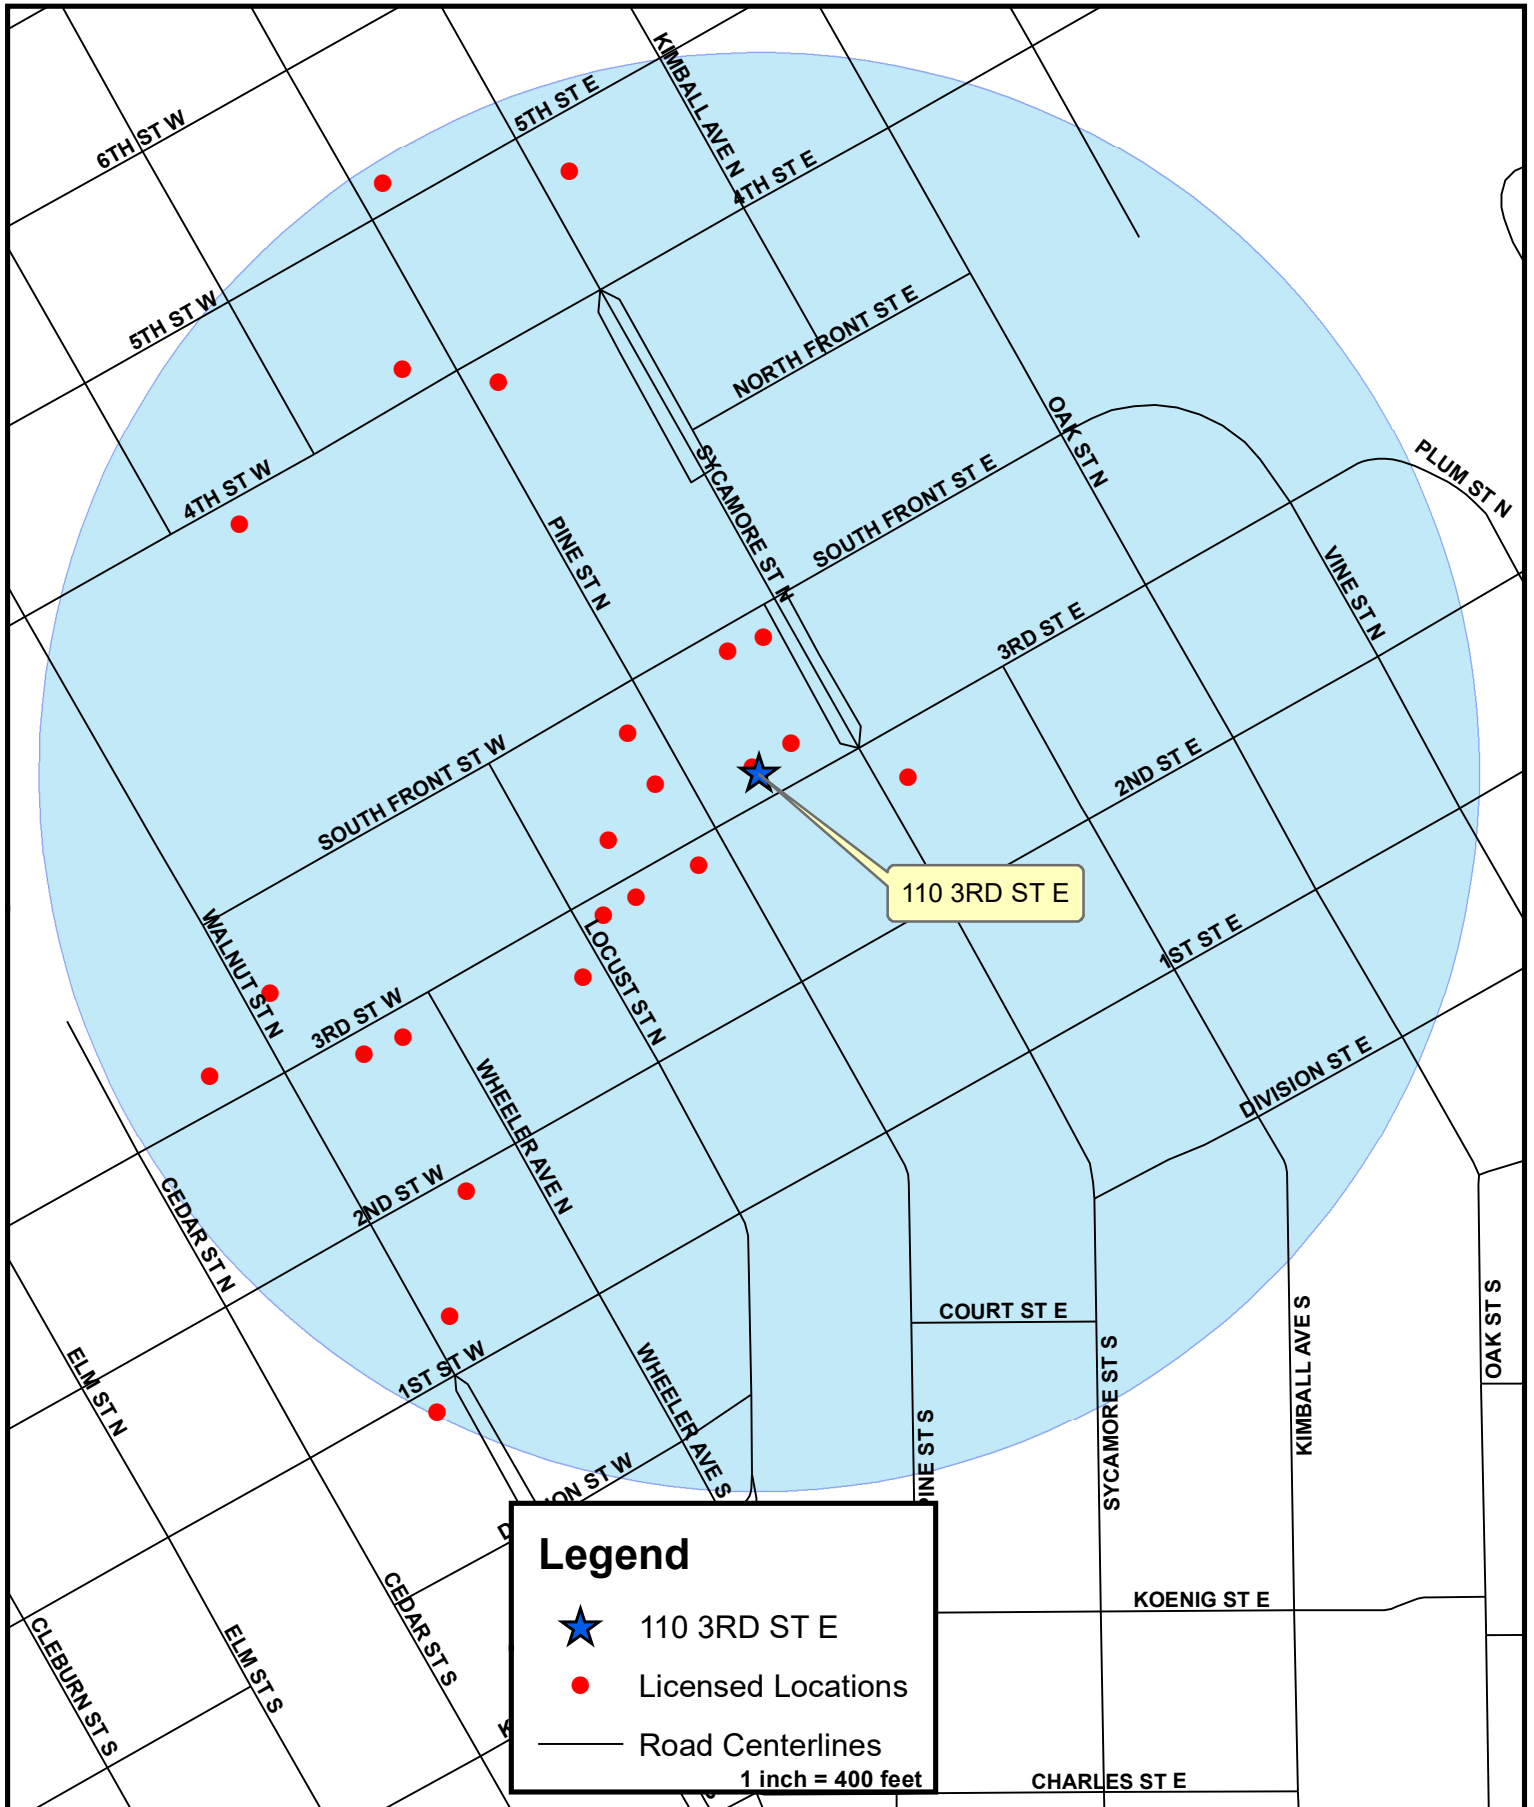 KIMBALL AVE N
5TH ST E
6TH ST W
4TH ST E
5TH ST W
NORTH FRONT ST E
OAK ST N
PLUM ST N
SYCAMORE ST N
SOUTH FRONT ST E
4TH ST W
PINE ST N
VINE ST N
3RD ST E
2ND ST E
SOUTH FRONT ST W
110 3RD ST E
WALNUT ST N
LOCUST ST N
1ST ST E
3RD ST W
DIVISION ST E
WHEELER AVE N
2ND ST W
CEDAR ST N
COURT ST E
OAK ST S
KIMBALL AVE S
SYCAMORE ST S
1ST ST W
WHEELER AVE S
ELM ST N
PINE ST S
ION ST W
CEDAR ST S
KOENIG ST E
ELM ST S
CLEBURN ST S
CHARLES ST E
Legend
110 3RD ST E
Licensed Locations
Road Centerlines
1 inch = 400 feet